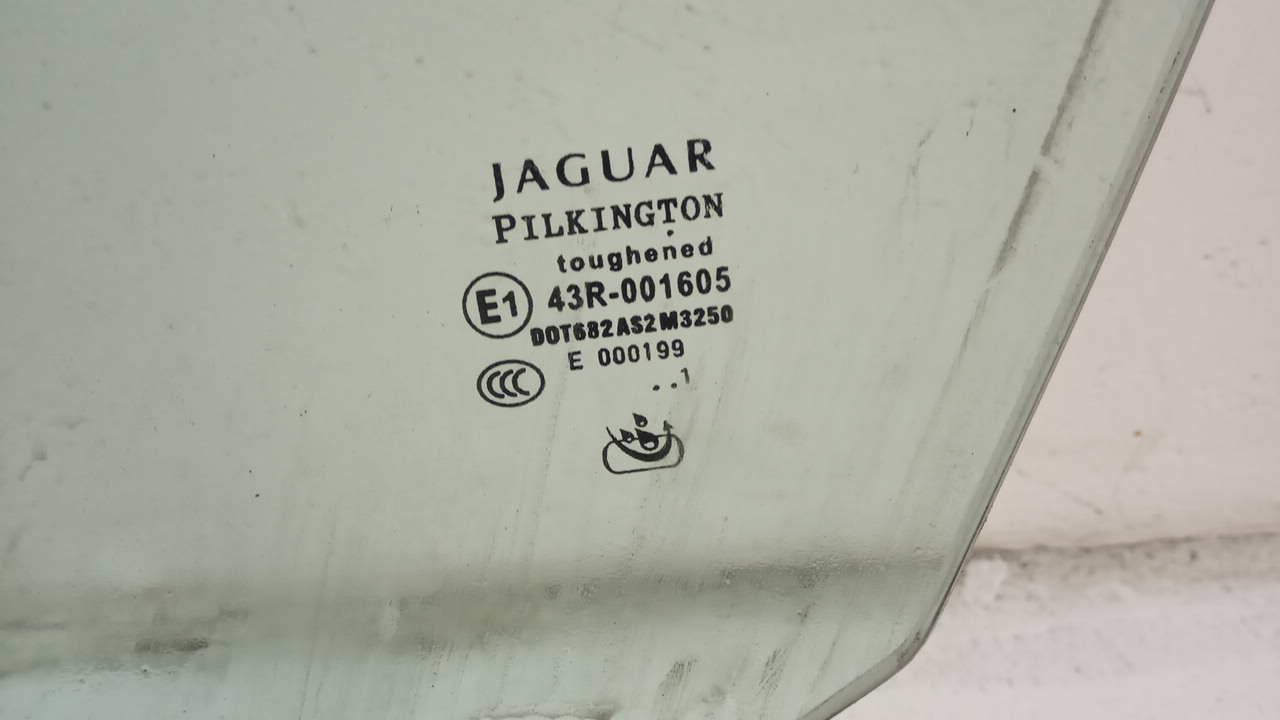 JAGUAR
PILKINGTON
toughened
E1 43R-001605
DOT682AS2M3250
E 000199
CCC
..1